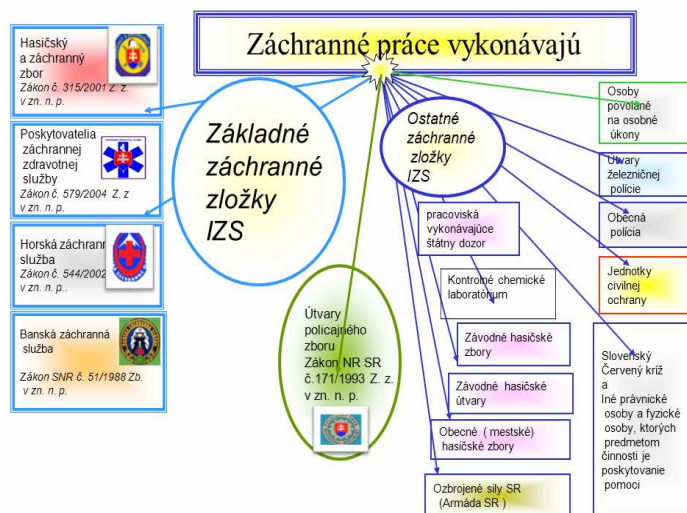 Záchranné práce vykonávajú
Hasičský
a záchranný
zbor
Zákon č. 315/2001 Z. z.
v zn. n. p.
Poskytovatelia
záchrannej
zdravotnej
služby
Zákon č. 579/2004 Z. z
v zn. n. p.
Horská záchranná
služba
Zákon č. 544/2002
v zn. n. p..
Banská záchranná
služba
Zákon SNR č. 51/1988 Zb.
v zn. n. p.
Základné
záchranné
zložky
IZS
Útvary
policajného
zboru
Zákon NR SR
č.171/1993 Z. z.
v zn. n. p.
Ostatné
záchranné
zložky
IZS
pracoviská
vykonávajúce
štátny dozor
Kontrolné chemické
laboratórium
Závodné hasičské
zbory
Závodné hasičské
útvary
Obecné ( mestské)
hasičské zbory
Ozbrojené sily SR
(Armáda SR )
Osoby
povolané
na osobné
úkony
Útvary
železničnej
polície
Obecná
polícia
Jednotky
civilnej
ochrany
Slovenský
Červený kríž
a
Iné právnické
osoby a fyzické
osoby, ktorých
predmetom
činnosti je
poskytovanie
pomoci